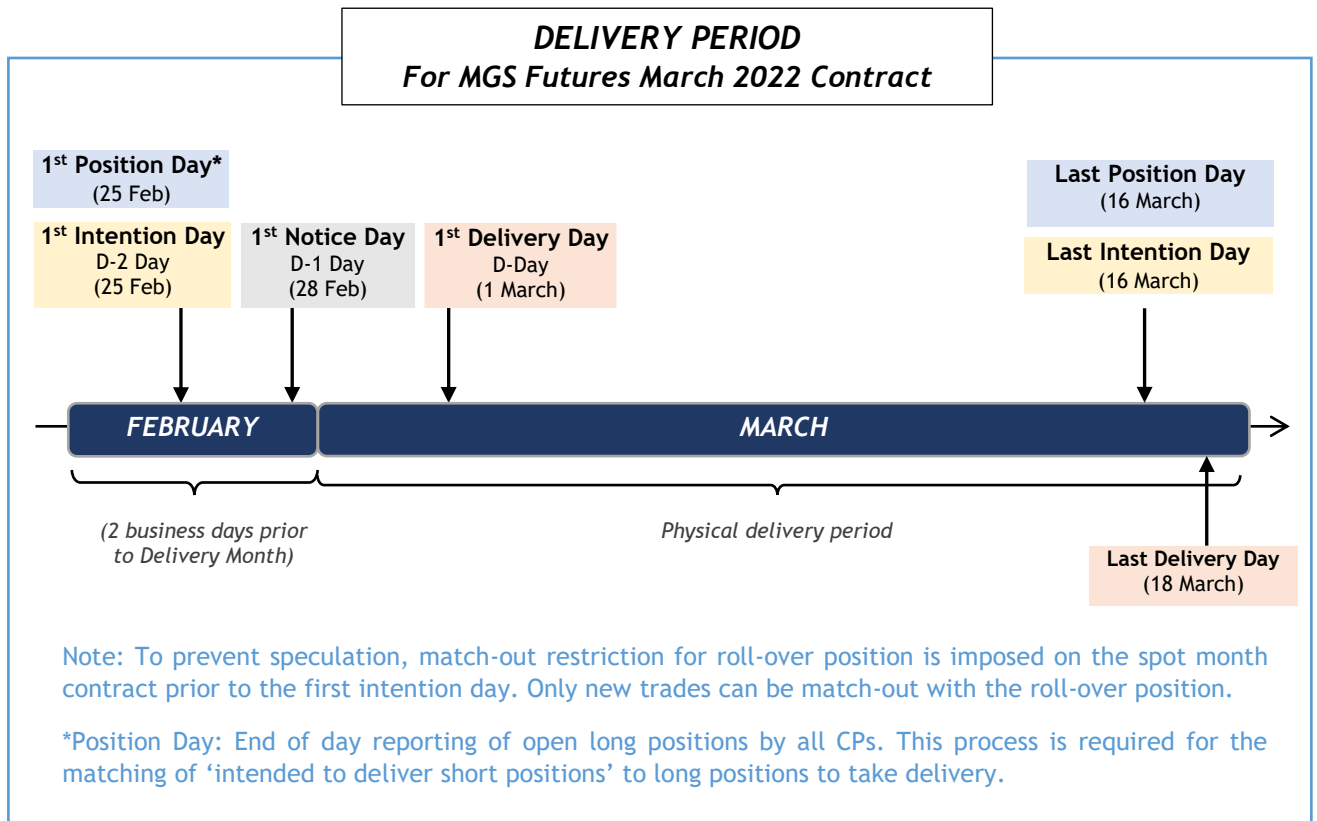 DELIVERY PERIOD
For MGS Futures March 2022 Contract
1st Position Day*
(25 Feb)
1st Intention Day
D-2 Day
(25 Feb)
1st Notice Day
D-1 Day
(28 Feb)
1st Delivery Day
D-Day
(1 March)
Last Position Day
(16 March)
Last Intention Day
(16 March)
FEBRUARY
MARCH
(2 business days prior
to Delivery Month)
Physical delivery period
Last Delivery Day
(18 March)
Note: To prevent speculation, match-out restriction for roll-over position is imposed on the spot month
contract prior to the first intention day. Only new trades can be match-out with the roll-over position.
*Position Day: End of day reporting of open long positions by all CPs. This process is required for the
matching of ‘intended to deliver short positions’ to long positions to take delivery.